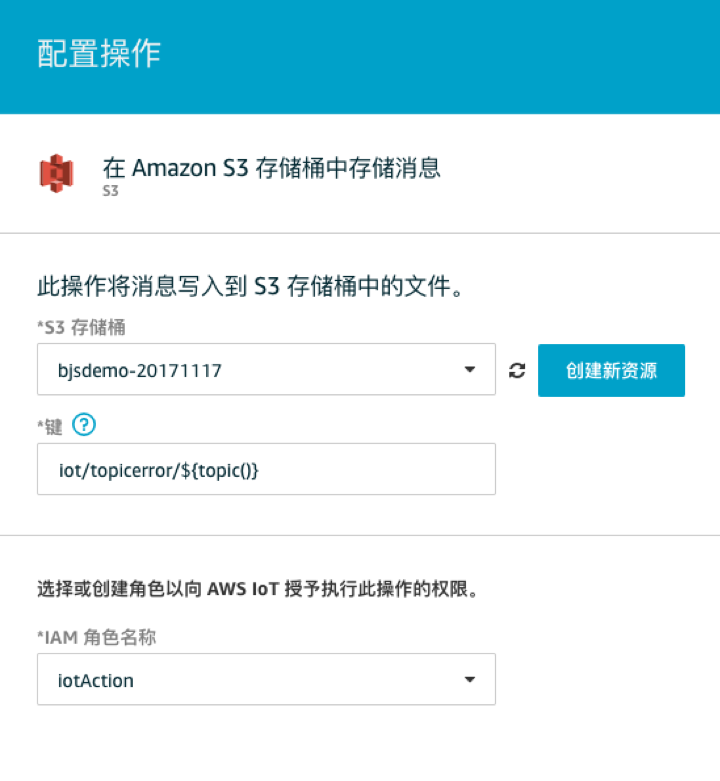 配置操作
在 Amazon S3 存储桶中存储消息
S3
此操作将消息写入到 S3 存储桶中的文件。
*S3 存储桶
bjsdemo-20171117
创建新资源
*键 ?
iot/topicerror/${topic()}
选择或创建角色以向 AWS IoT 授予执行此操作的权限。
*IAM 角色名称
iotAction